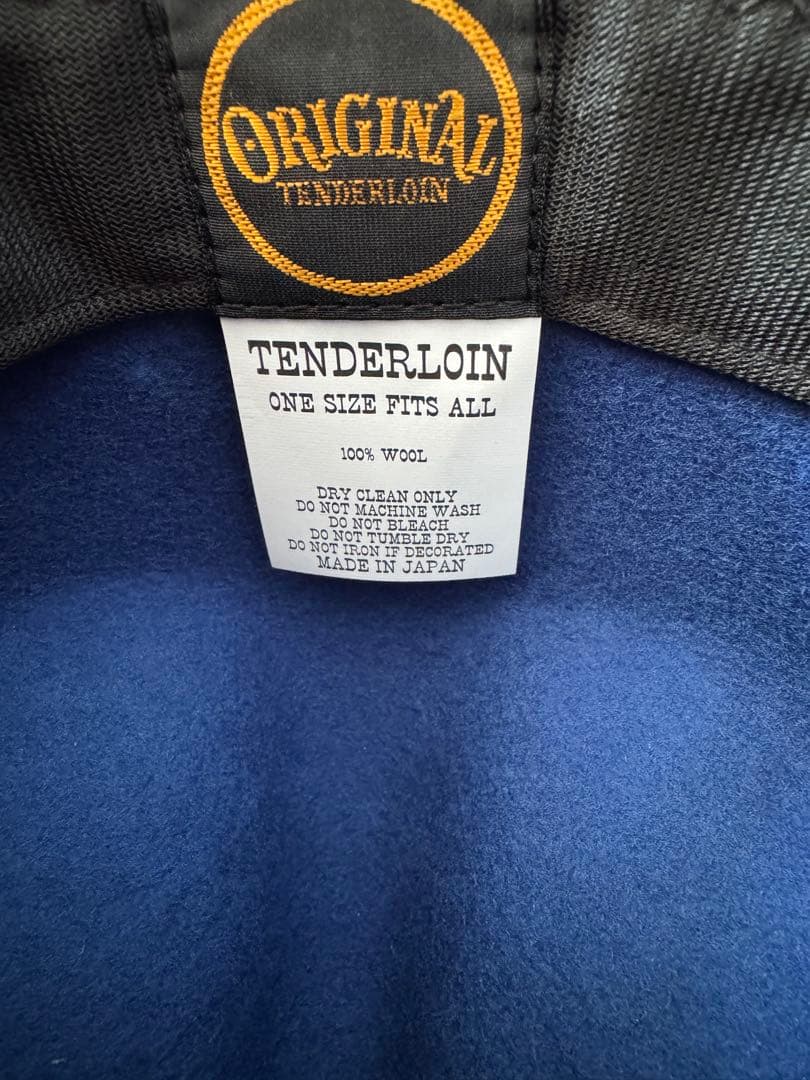 ORIGINAL
TENDERLOIN
TENDERLOIN
ONE SIZE FITS ALL
100% WOOL
DRY CLEAN ONLY
DO NOT MACHINE WASH
DO NOT BLEACH
DO NOT TUMBLE DRY
DO NOT IRON IF DECORATED
MADE IN JAPAN